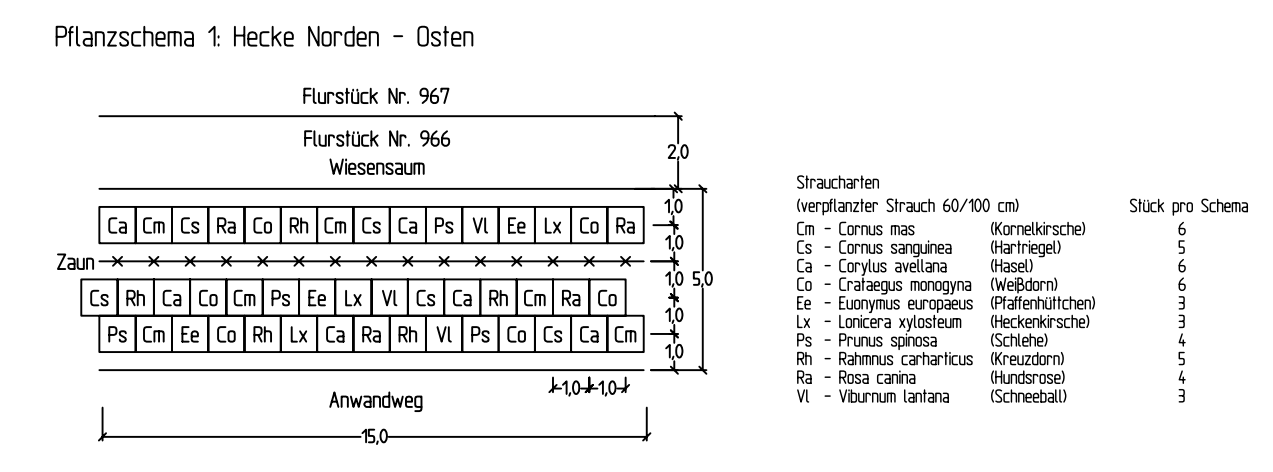 Pflanzschema 1: Hecke Norden - Osten
Flurstück Nr. 967
Flurstück Nr. 966
Wiesensaum
2,0
1,0
Ca Cm Cs Ra Co Rh Cm Cs Ca Ps Vl Ee Lx Co Ra
1,0
Zaun
1,0 5,0
Cs Rh Ca Co Cm Ps Ee Lx Vl Cs Ca Rh Cm Ra Co
1,0
Ps Cm Ee Co Rh Lx Ca Ra Rh Vl Ps Co Cs Ca Cm
1,0
1,0 1,0
Anwandweg
15,0
Straucharten
(verpflanzter Strauch 60/100 cm) Stück pro Schema
Cm - Cornus mas (Kornelkirsche) 6
Cs - Cornus sanguinea (Hartriegel) 5
Ca - Corylus avellana (Hasel) 6
Co - Crataegus monogyna (Weißdorn) 6
Ee - Euonymus europaeus (Pfaffenhüttchen) 3
Lx - Lonicera xylosteum (Heckenkirsche) 3
Ps - Prunus spinosa (Schlehe) 4
Rh - Rahmnus carharticus (Kreuzdorn) 5
Ra - Rosa canina (Hundsrose) 4
Vl - Viburnum lantana (Schneeball) 3